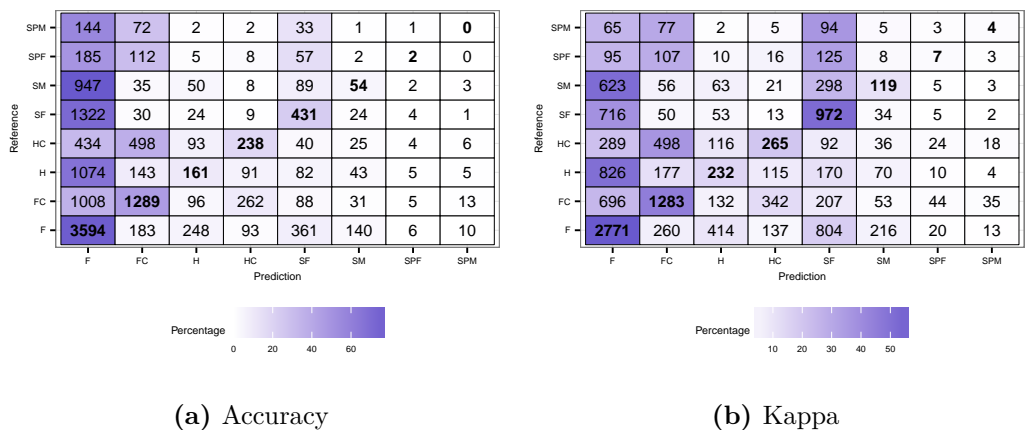 SPM 144 72 2 2 33 1 1 0
SPF 185 112 5 8 57 2 2 0
SM 947 35 50 8 89 54 2 3
SF 1322 30 24 9 431 24 4 1
HC 434 498 93 238 40 25 4 6
H 1074 143 161 91 82 43 5 5
FC 1008 1289 96 262 88 31 5 13
F 3594 183 248 93 361 140 6 10
Reference
F FC H HC SF SM SPF SPM
Prediction
Percentage
0 20 40 60
(a) Accuracy
SPM 65 77 2 5 94 5 3 4
SPF 95 107 10 16 125 8 7 3
SM 623 56 63 21 298 119 5 3
SF 716 50 53 13 972 34 5 2
HC 289 498 116 265 92 36 24 18
H 826 177 232 115 170 70 10 4
FC 696 1283 132 342 207 53 44 35
F 2771 260 414 137 804 216 20 13
Reference
F FC H HC SF SM SPF SPM
Prediction
Percentage
10 20 30 40 50
(b) Kappa